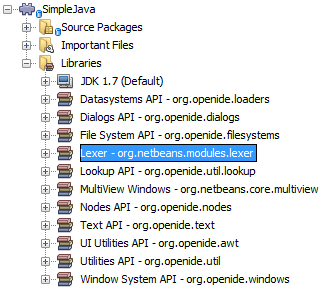 SimpleJava
Source Packages
Important Files
Libraries
JDK 1.7 (Default)
Datasystems API - org.openide.loaders
Dialogs API - org.openide.dialogs
File System API - org.openide.filesystems
Lexer - org.netbeans.modules.lexer
Lookup API - org.openide.util.lookup
MultiView Windows - org.netbeans.core.multiview
Nodes API - org.openide.nodes
Text API - org.openide.text
UI Utilities API - org.openide.awt
Utilities API - org.openide.util
Window System API - org.openide.windows